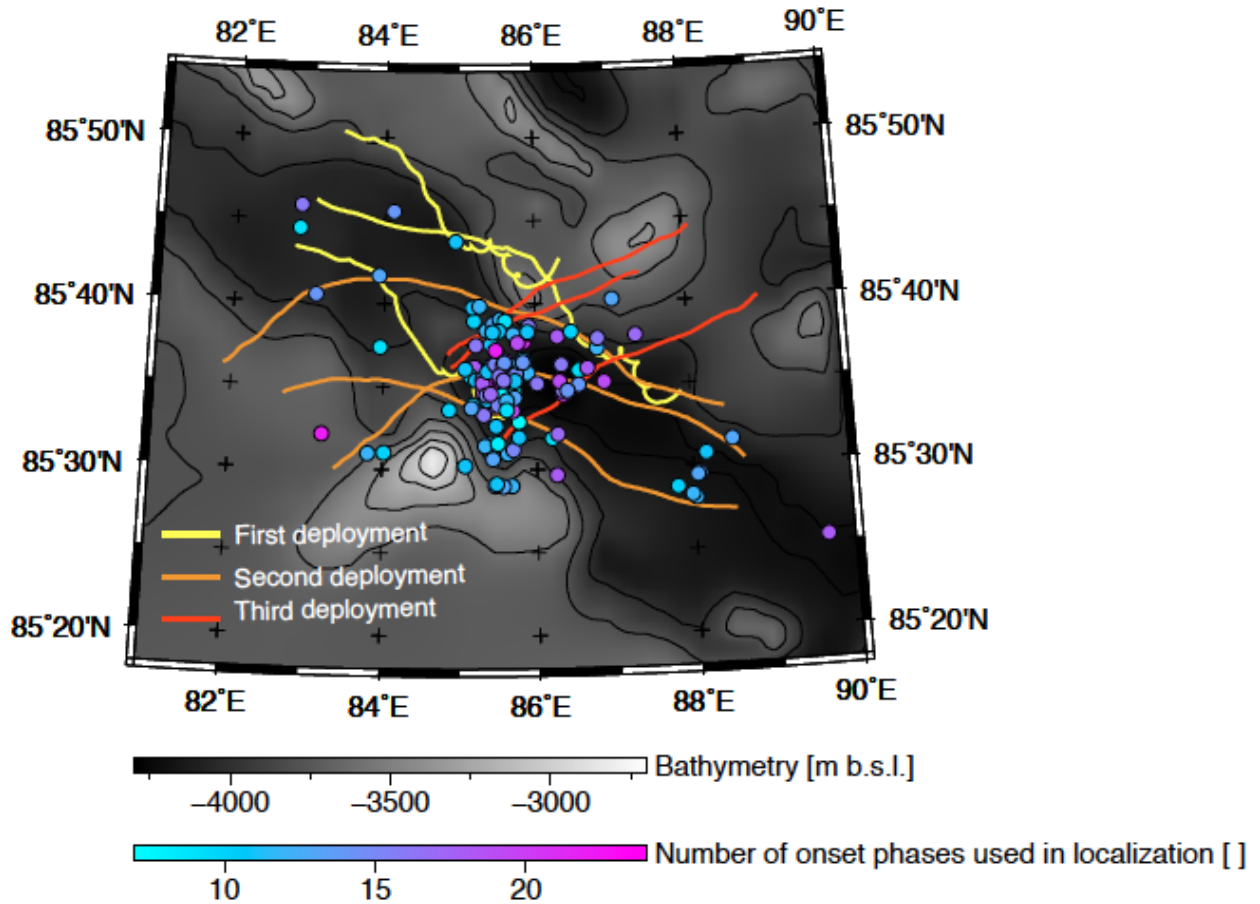 82˚E 84˚E 86˚E 88˚E 90˚E
85˚50'N 85˚50'N
85˚40'N 85˚40'N
85˚30'N 85˚30'N
First deployment
Second deployment
Third deployment
85˚20'N 85˚20'N
82˚E 84˚E 86˚E 88˚E 90˚E
Bathymetry [m b.s.l.]
−4000 −3500 −3000
Number of onset phases used in localization [ ]
10 15 20